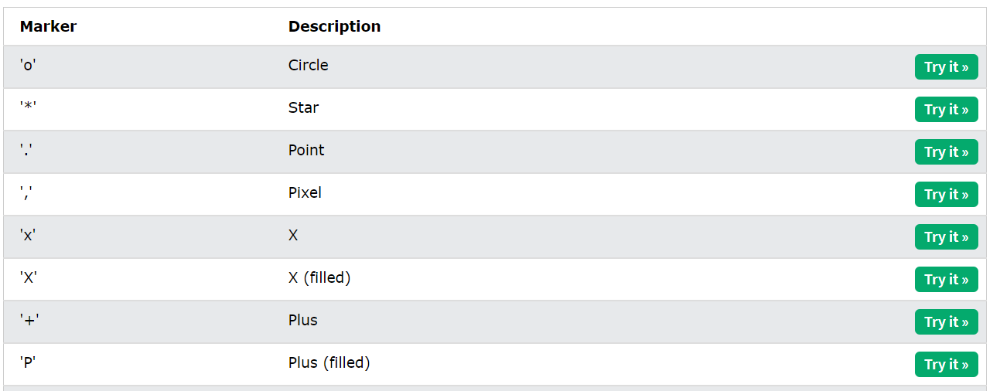 Marker Description
'o' Circle Try it »
'*' Star Try it »
'.' Point Try it »
',' Pixel Try it »
'x' X Try it »
'X' X (filled) Try it »
'+' Plus Try it »
'P' Plus (filled) Try it »